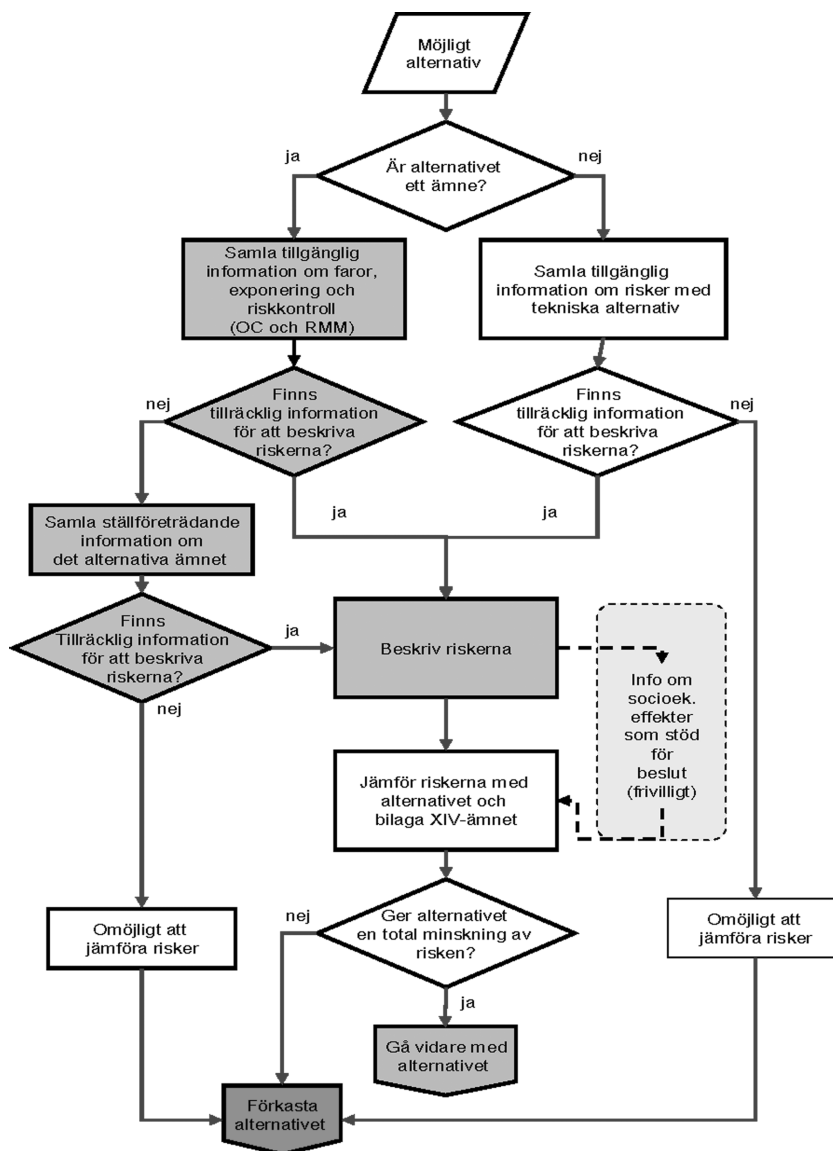 Möjligt
alternativ
ja
nej
Är alternativet
ett ämne?
Samla tillgänglig
information om faror,
exponering och
riskkontroll
(OC och RMM)
Samla tillgänglig
information om risker med
tekniska alternativ
nej
Finns
tillräcklig information
för att beskriva
riskerna?
Finns
tillräcklig information
för att beskriva
riskerna?
nej
ja
ja
Samla ställföreträdande
information om
det alternativa ämnet
Finns
Tillräcklig information
för att beskriva
riskerna?
ja
Beskriv riskerna
Info om
socioek.
effekter
som stöd
för
beslut
(frivilligt)
nej
Jämför riskerna med
alternativet och
bilaga XIV-ämnet
Omöjligt att
jämföra risker
nej
Ger alternativet
en total minskning av
risken?
Omöjligt att
jämföra risker
ja
Gå vidare med
alternativet
Förkasta
alternativet